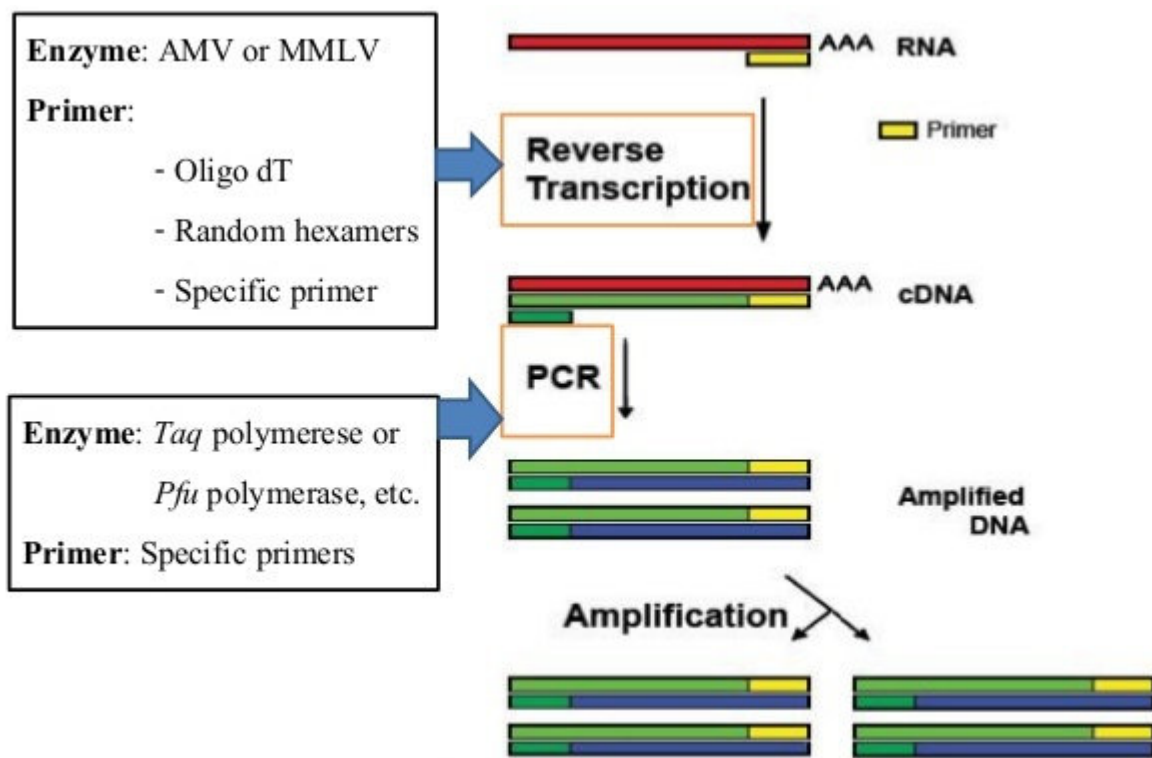 Enzyme: AMV or MMLV
Primer:
- Oligo dT
- Random hexamers
- Specific primer
AAA RNA
Primer
Reverse
Transcription
AAA cDNA
PCR
Enzyme: Taq polymerese or
Pfu polymerase, etc.
Primer: Specific primers
Amplified
DNA
Amplification